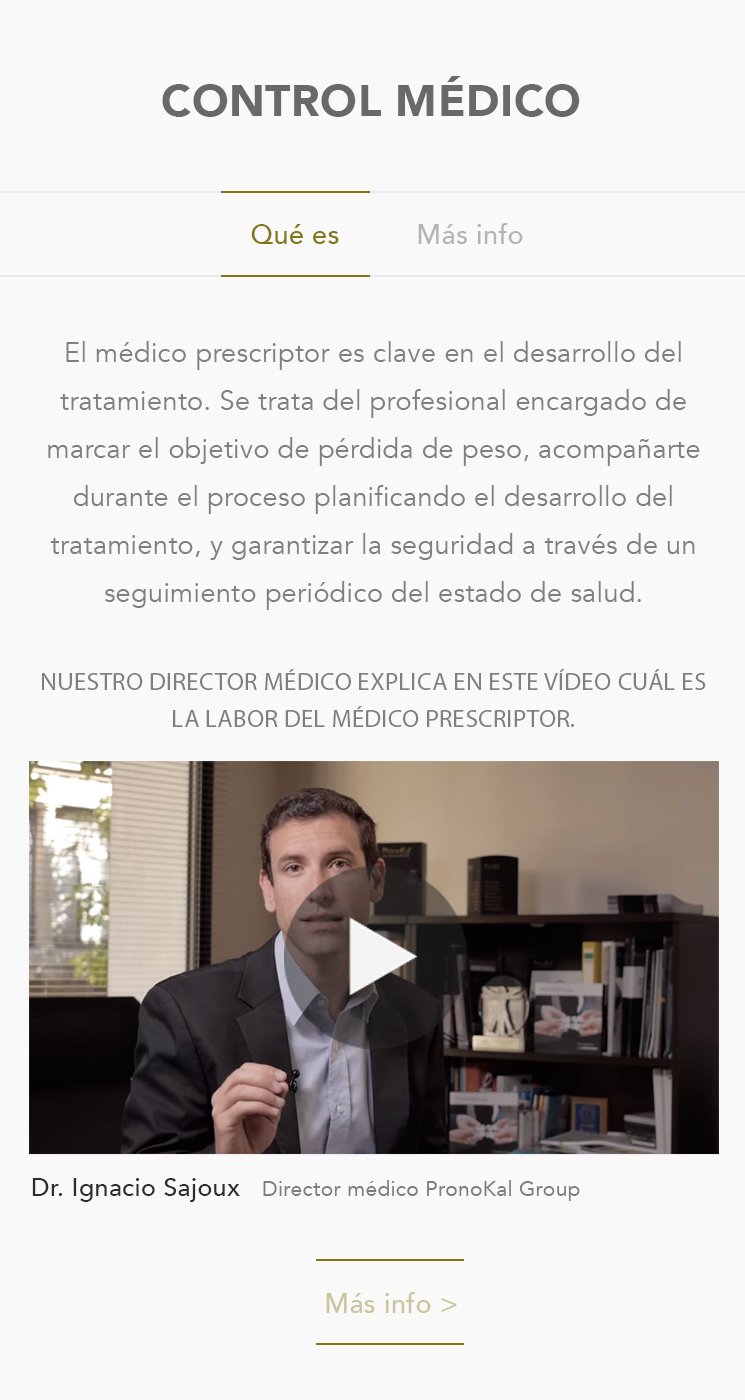 CONTROL MÉDICO
Qué es Más info
El médico prescriptor es clave en el desarrollo del
tratamiento. Se trata del profesional encargado de
marcar el objetivo de pérdida de peso, acompañarte
durante el proceso planificando el desarrollo del
tratamiento, y garantizar la seguridad a través de un
seguimiento periódico del estado de salud.
NUESTRO DIRECTOR MÉDICO EXPLICA EN ESTE VÍDEO CUÁL ES
LA LABOR DEL MÉDICO PRESCRIPTOR.
PronoKal
Dr. Ignacio Sajoux Director médico PronoKal Group
Más info >